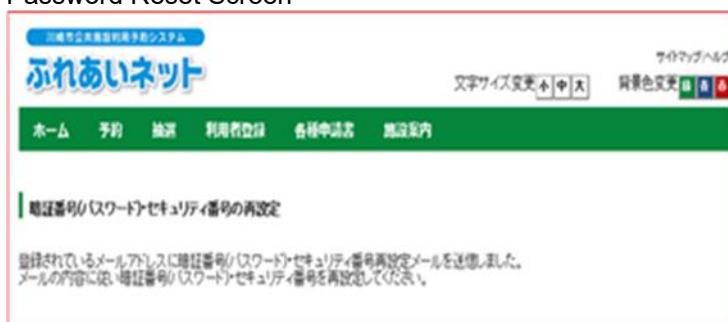 Password Reset Screen
川崎市公共施設利用予約システム
ふれあいネット
サイトマップ/ヘルプ
文字サイズ変更 小 中 大 背景色変更
ホーム 予約 抽選 利用者登録 各種申請書 施設案内
暗証番号(パスワード)・セキュリティ番号の再設定
登録されているメールアドレスに暗証番号(パスワード)・セキュリティ番号再設定メールを送信しました。
メールの内容に従い暗証番号(パスワード)・セキュリティ番号を再設定してください。